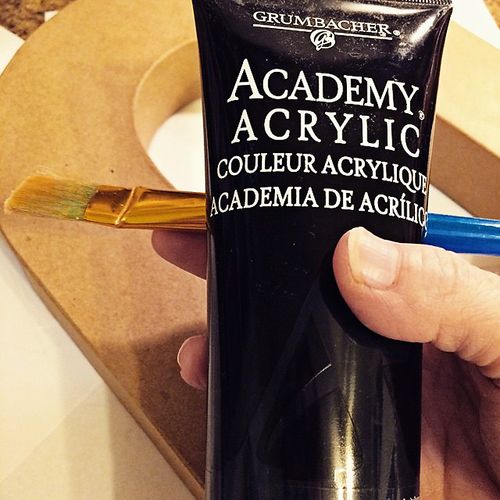 GRUMBACHER®
ACADEMY®
ACRYLIC
COULEUR ACRYLIQUE
ACADEMIA DE ACRÍLIC